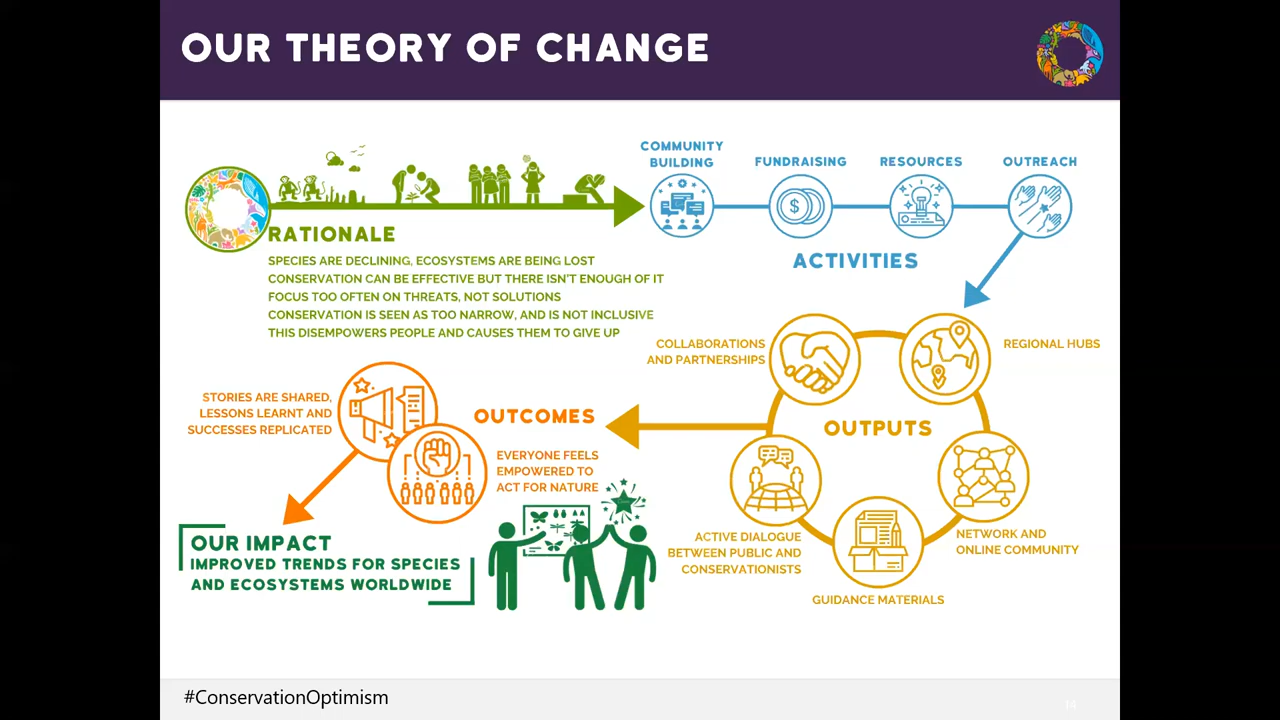 OUR THEORY OF CHANGE
RATIONALE
SPECIES ARE DECLINING, ECOSYSTEMS ARE BEING LOST
CONSERVATION CAN BE EFFECTIVE BUT THERE ISN'T ENOUGH OF IT
FOCUS TOO OFTEN ON THREATS, NOT SOLUTIONS
CONSERVATION IS SEEN AS TOO NARROW, AND IS NOT INCLUSIVE
THIS DISEMPOWERS PEOPLE AND CAUSES THEM TO GIVE UP
COMMUNITY
BUILDING
FUNDRAISING
RESOURCES
OUTREACH
$
ACTIVITIES
REGIONAL HUBS
COLLABORATIONS
AND PARTNERSHIPS
OUTPUTS
NETWORK AND
ONLINE COMMUNITY
GUIDANCE MATERIALS
ACTIVE DIALOGUE
BETWEEN PUBLIC AND
CONSERVATIONISTS
OUTCOMES
STORIES ARE SHARED,
LESSONS LEARNT AND
SUCCESSES REPLICATED
EVERYONE FEELS
EMPOWERED TO
ACT FOR NATURE
OUR IMPACT
IMPROVED TRENDS FOR SPECIES
AND ECOSYSTEMS WORLDWIDE
#ConservationOptimism
14